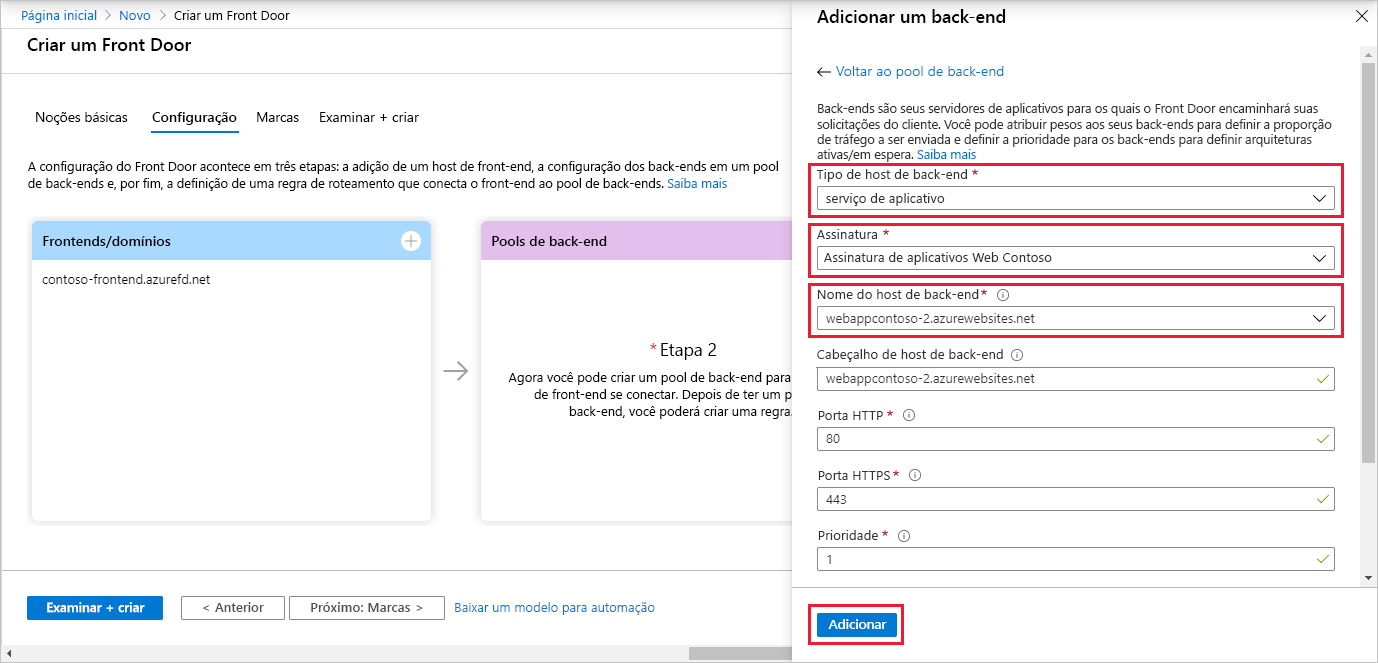 Página inicial > Novo > Criar um Front Door
Criar um Front Door
Noções básicas Configuração Marcas Examinar + criar
A configuração do Front Door acontece em três etapas: a adição de um host de front-end, a configuração dos back-ends em um pool
de back-ends e, por fim, a definição de uma regra de roteamento que conecta o front-end ao pool de back-ends. Saiba mais
Frontends/domínios
contoso-frontend.azurefd.net
Pools de back-end
*Etapa 2
Agora você pode criar um pool de back-end para
de front-end se conectar. Depois de ter um p
back-end, você poderá criar uma regra.
Examinar + criar
< Anterior
Próximo: Marcas >
Baixar um modelo para automação
Adicionar um back-end
Voltar ao pool de back-end
Back-ends são seus servidores de aplicativos para os quais o Front Door encaminhará suas
solicitações do cliente. Você pode atribuir pesos aos seus back-ends para definir a proporção
de tráfego a ser enviada e definir a prioridade para os back-ends para definir arquiteturas
ativas/em espera. Saiba mais
Tipo de host de back-end *
serviço de aplicativo
Assinatura *
Assinatura de aplicativos Web Contoso
Nome do host de back-end*
webappcontoso-2.azurewebsites.net
Cabeçalho de host de back-end
webappcontoso-2.azurewebsites.net
Porta HTTP *
80
Porta HTTPS*
443
Prioridade *
1
Adicionar